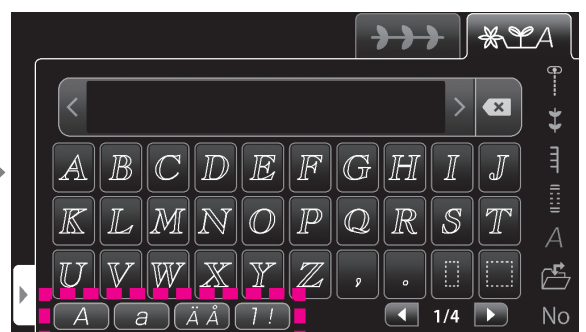 A
A B C D E F G H I J
K L M N O P Q R S T
A
U V W X Y Z , 。
A a Ä Å 1 ! 1/4 No